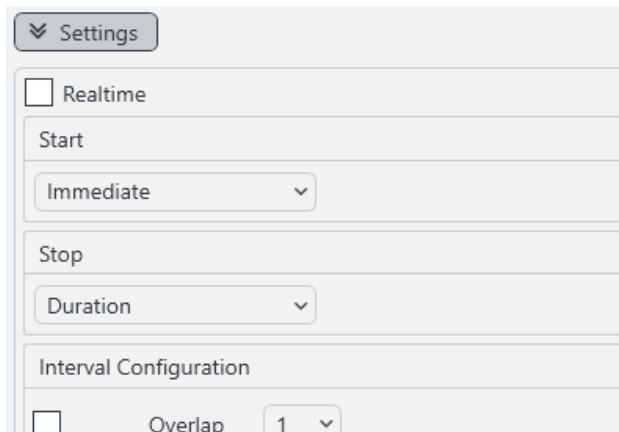 Settings
Realtime
Start
Immediate
Stop
Duration
Interval Configuration
Overlap 1